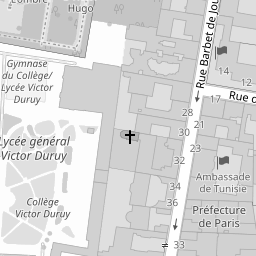 Hugo
Gymnase
du Collège/
Lycée Victor
Duruy
Rue Barbet de Jou
14
12
17
Rue
28
30
21
23
32
34
36
33
Lycée général
Victor Duruy
Collège
Victor Duruy
Ambassade
de Tunisie
Préfecture
de Paris